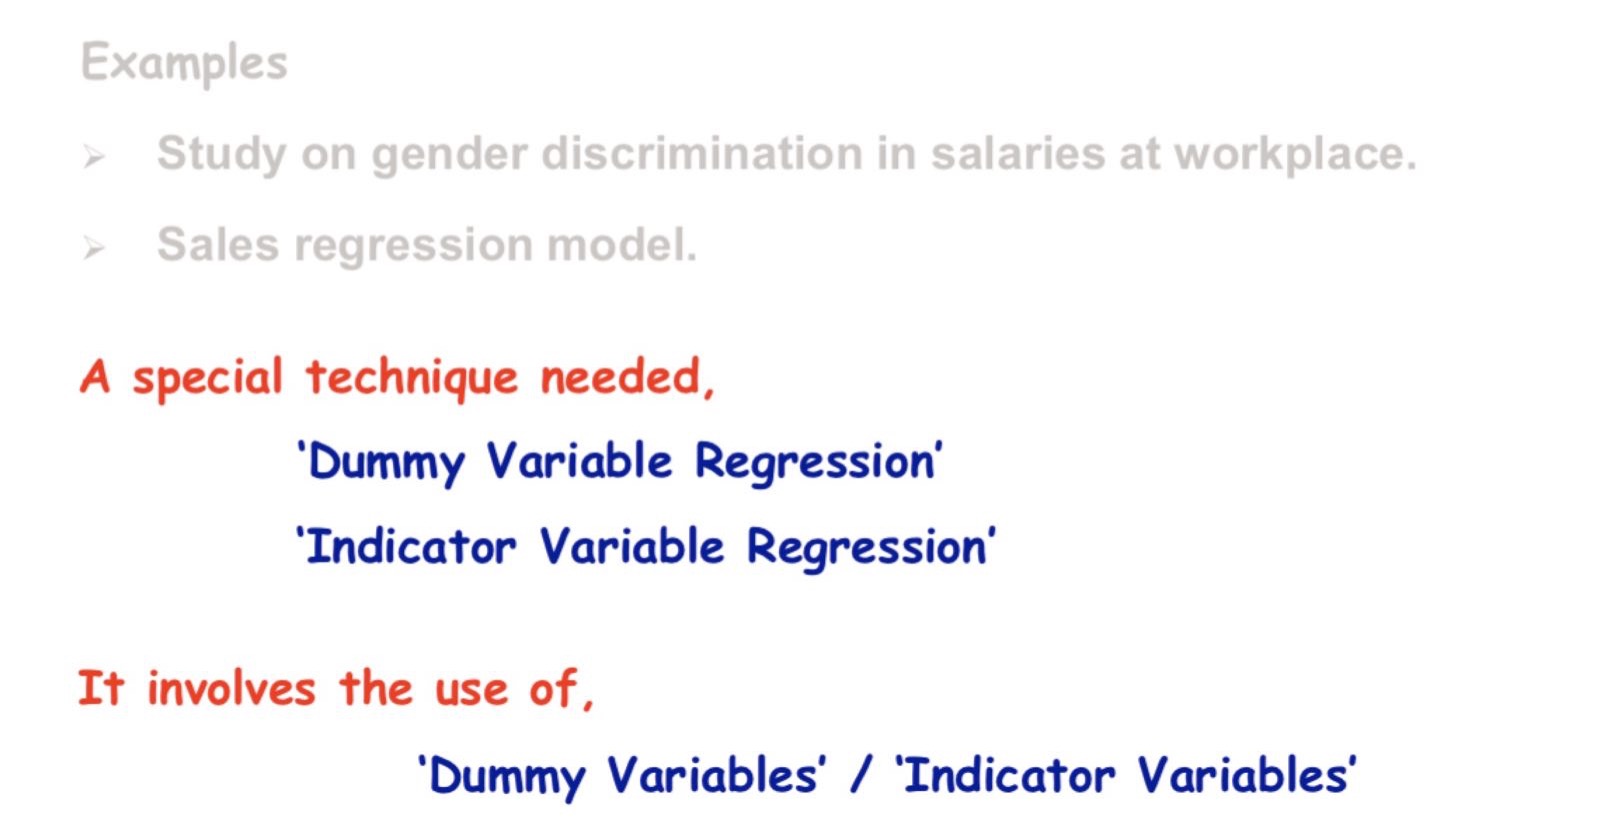 Examples
➢ Study on gender discrimination in salaries at workplace.
➢ Sales regression model.
A special technique needed,
‘Dummy Variable Regression’
‘Indicator Variable Regression’
It involves the use of,
‘Dummy Variables’ / ‘Indicator Variables’